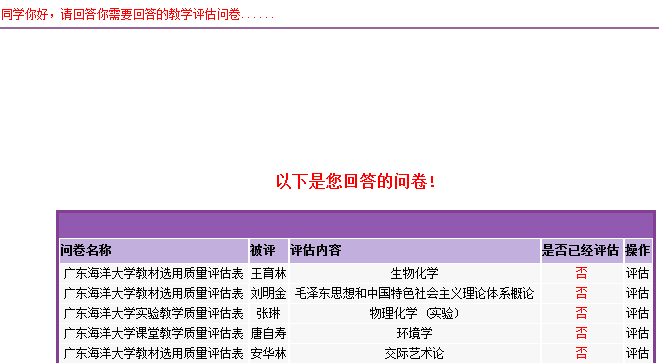 同学你好，请回答你需要回答的教学评估问卷......
以下是您回答的问卷！
问卷名称 被评 评估内容 是否已经评估 操作
广东海洋大学教材选用质量评估表 王育林 生物化学 否 评估
广东海洋大学教材选用质量评估表 刘明金 毛泽东思想和中国特色社会主义理论体系概论 否 评估
广东海洋大学实验教学质量评估表 张琳 物理化学（实验） 否 评估
广东海洋大学课堂教学质量评估表 唐自寿 环境学 否 评估
广东海洋大学教材选用质量评估表 安华林 交际艺术论 否 评估